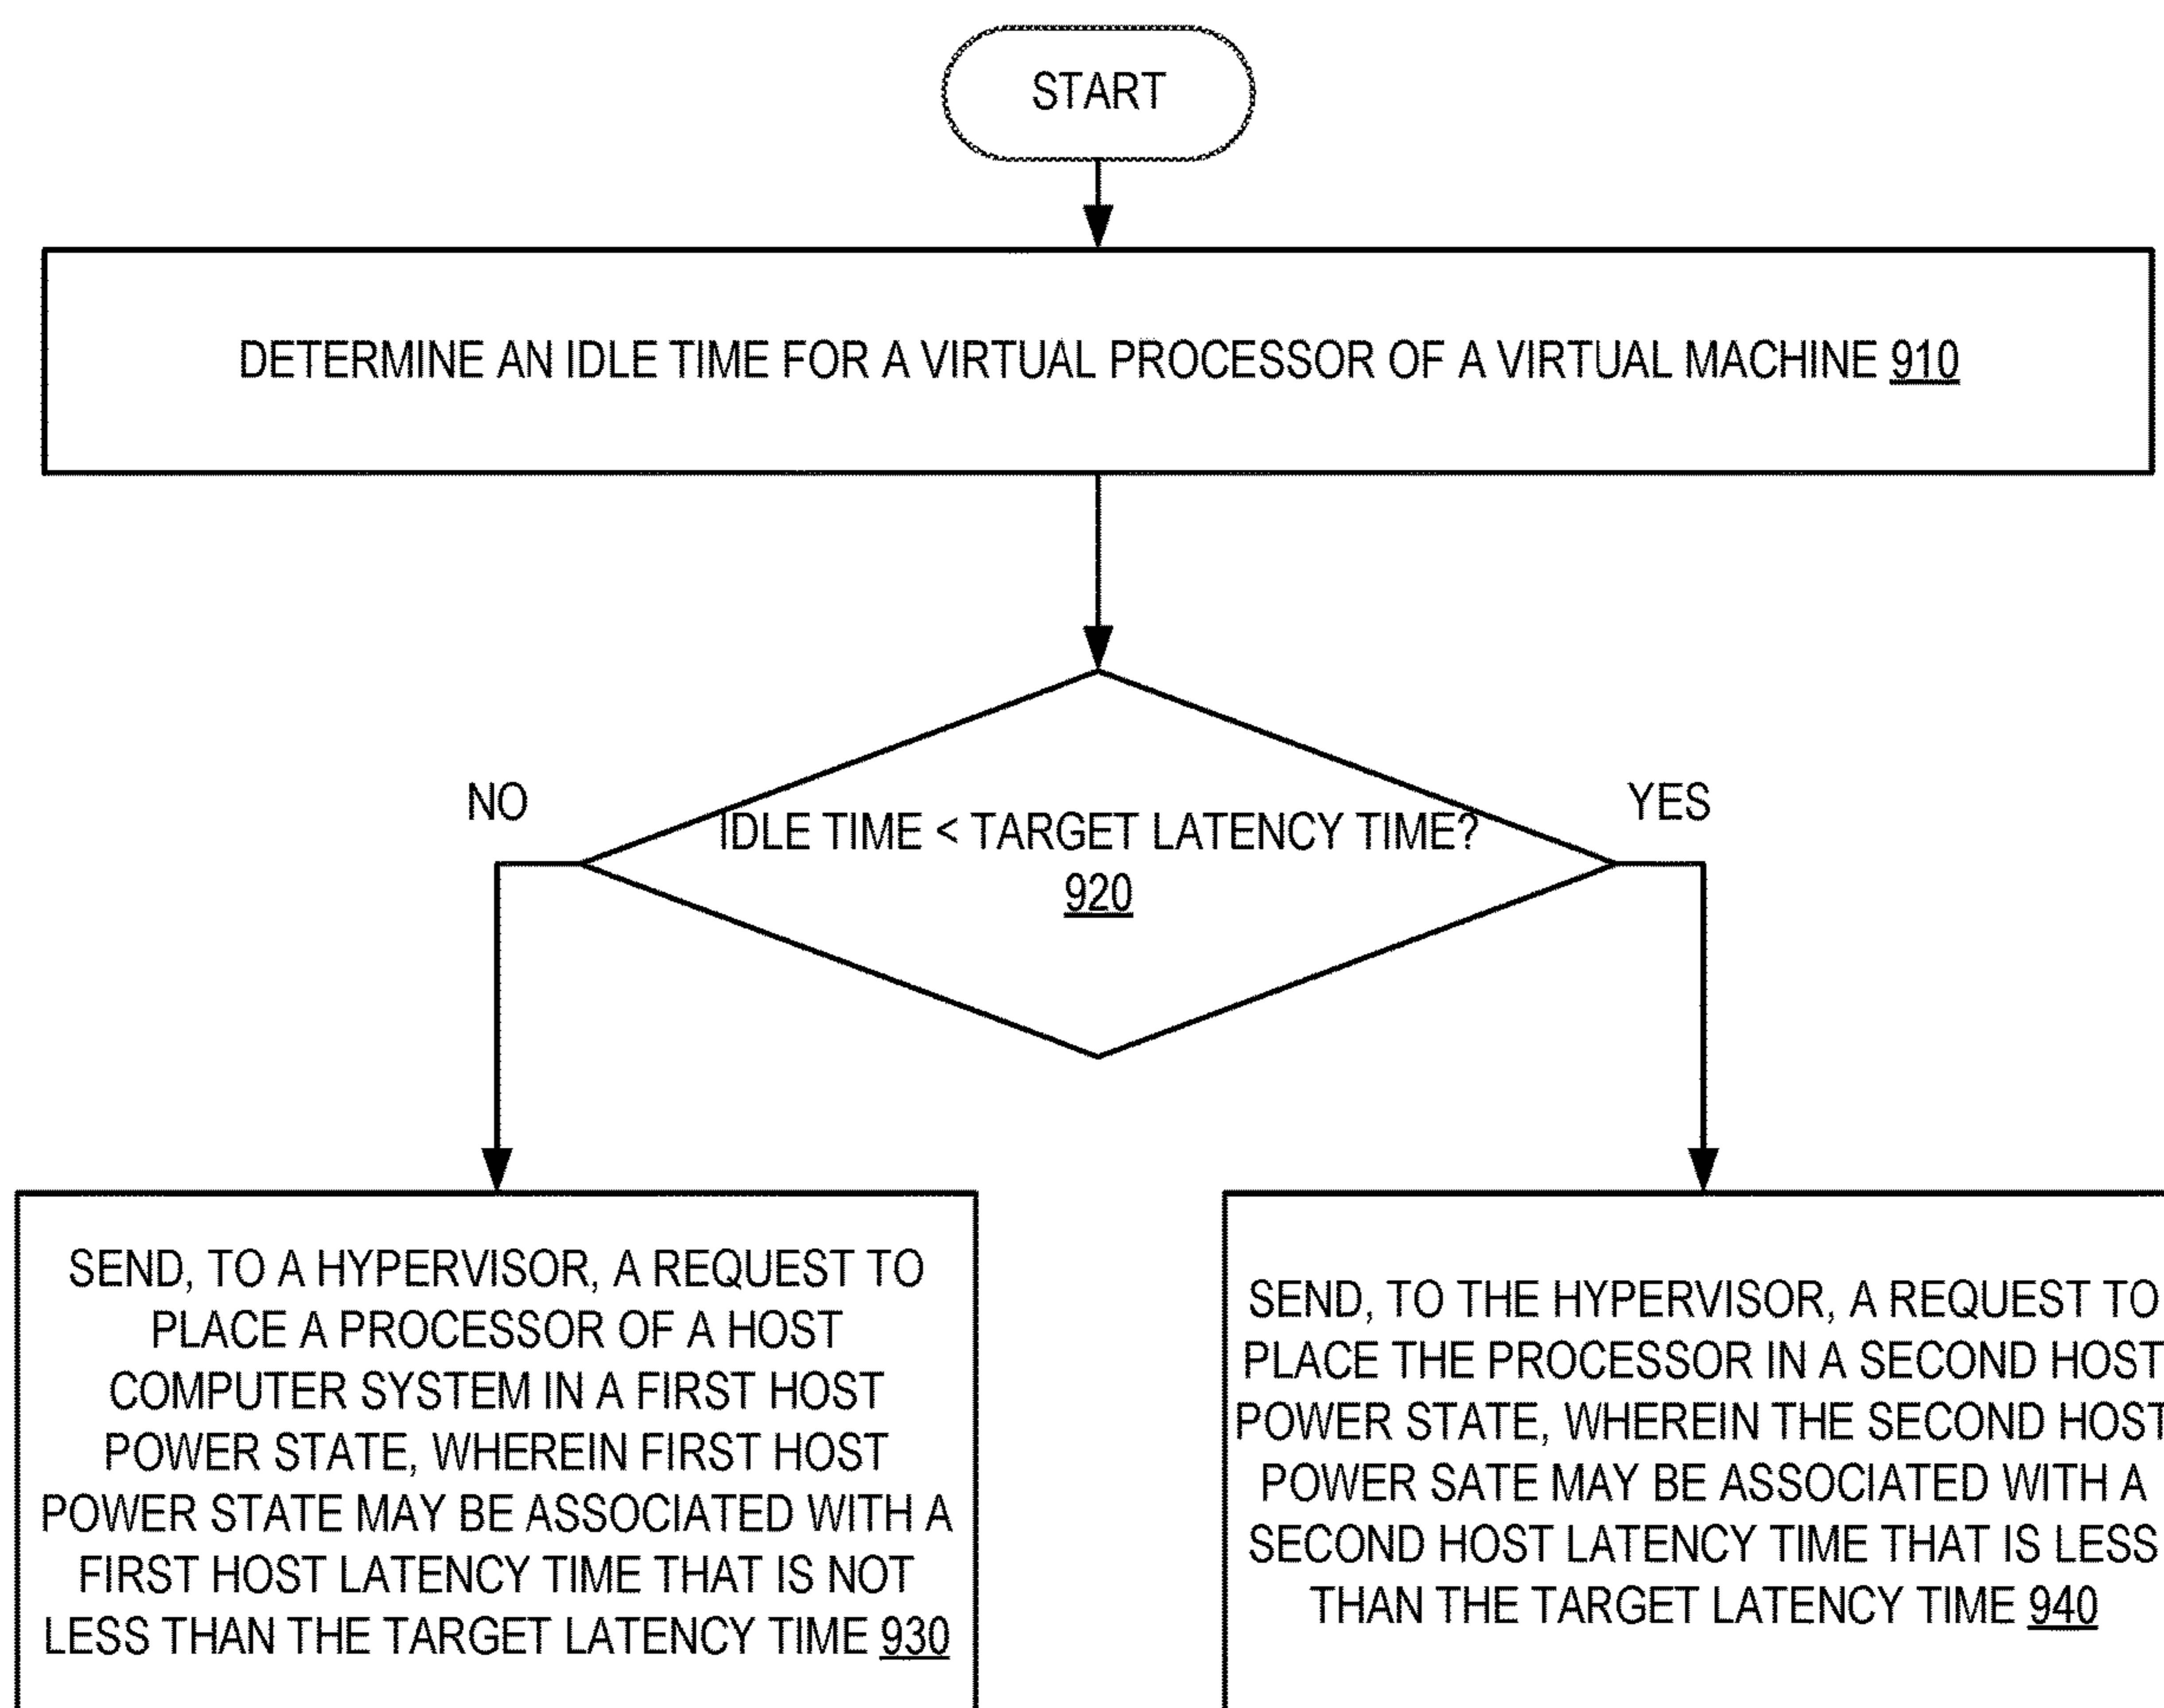 START
DETERMINE AN IDLE TIME FOR A VIRTUAL PROCESSOR OF A VIRTUAL MACHINE 910
NO
YES
IDLE TIME < TARGET LATENCY TIME?
920
SEND, TO A HYPERVISOR, A REQUEST TO
PLACE A PROCESSOR OF A HOST
COMPUTER SYSTEM IN A FIRST HOST
POWER STATE, WHEREIN FIRST HOST
POWER STATE MAY BE ASSOCIATED WITH A
FIRST HOST LATENCY TIME THAT IS NOT
LESS THAN THE TARGET LATENCY TIME 930
SEND, TO THE HYPERVISOR, A REQUEST TO
PLACE THE PROCESSOR IN A SECOND HOST
POWER STATE, WHEREIN THE SECOND HOST
POWER SATE MAY BE ASSOCIATED WITH A
SECOND HOST LATENCY TIME THAT IS LESS
THAN THE TARGET LATENCY TIME 940